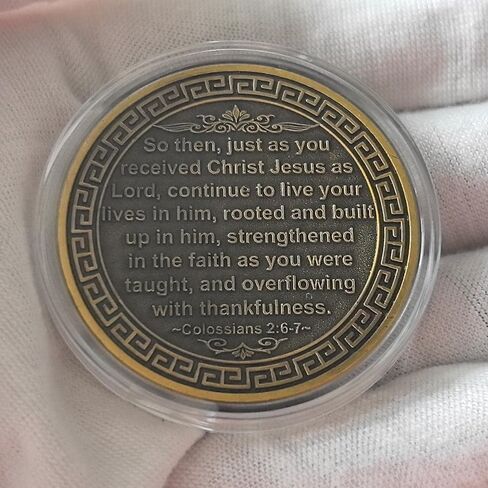 So then, just as you
received Christ Jesus as
Lord, continue to live your
lives in him, rooted and built
up in him, strengthened
in the faith as you were
taught, and overflowing
with thankfulness.
~Colossians 2:6-7~